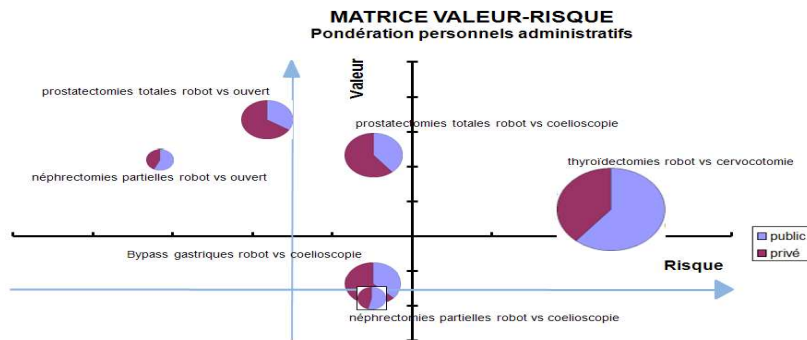 MATRICE VALEUR-RISQUE
Pondération personnels administratifs
Valeur
prostatectomies totales robot vs ouvert
prostatectomies totales robot vs coelioscopie
thyroïdectomies robot vs cervocotomie
néphrectomies partielles robot vs ouvert
public
privé
Bypass gastriques robot vs coelioscopie
Risque
néphrectomies partielles robot vs coelioscopie